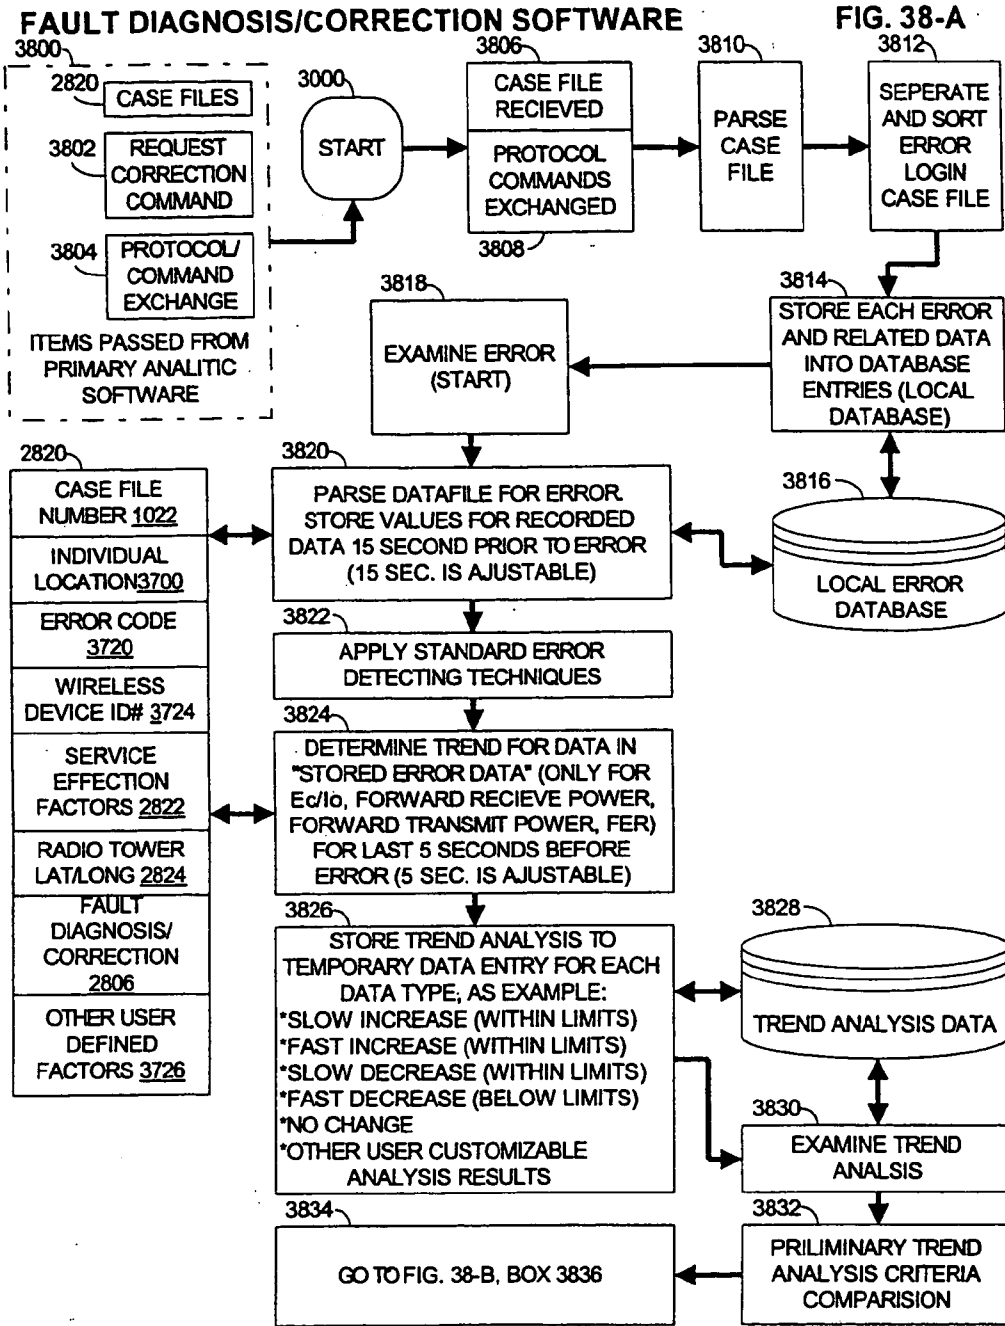 FAULT DIAGNOSIS/CORRECTION SOFTWARE
FIG. 38-A
3800
2820
CASE FILES
3802
REQUEST
CORRECTION
COMMAND
3804
PROTOCOL/
COMMAND
EXCHANGE
ITEMS PASSED FROM
PRIMARY ANALITIC
SOFTWARE
3000
START
3806
CASE FILE
RECIEVED
PROTOCOL
COMMANDS
EXCHANGED
3808
3810
PARSE
CASE
FILE
3812
SEPERATE
AND SORT
ERROR
LOGIN
CASE FILE
3814
STORE EACH ERROR
AND RELATED DATA
INTO DATABASE
ENTRIES (LOCAL
DATABASE)
3816
LOCAL ERROR
DATABASE
3818
EXAMINE ERROR
(START)
3820
PARSE DATAFILE FOR ERROR.
STORE VALUES FOR RECORDED
DATA 15 SECOND PRIOR TO ERROR
(15 SEC. IS AJUSTABLE)
2820
CASE FILE
NUMBER 1022
INDIVIDUAL
LOCATION3700
ERROR CODE
3720
WIRELESS
DEVICE ID# 3724
SERVICE
EFFECTION
FACTORS 2822
RADIO TOWER
LAT/LONG 2824
FAULT
DIAGNOSIS/
CORRECTION
2806
OTHER USER
DEFINED
FACTORS 3726
3822
APPLY STANDARD ERROR
DETECTING TECHNIQUES
3824
DETERMINE TREND FOR DATA IN
"STORED ERROR DATA" (ONLY FOR
Ec/Io, FORWARD RECIEVE POWER,
FORWARD TRANSMIT POWER, FER)
FOR LAST 5 SECONDS BEFORE
ERROR (5 SEC. IS AJUSTABLE)
3826
STORE TREND ANALYSIS TO
TEMPORARY DATA ENTRY FOR EACH
DATA TYPE, AS EXAMPLE:
*SLOW INCREASE (WITHIN LIMITS)
*FAST INCREASE (WITHIN LIMITS)
*SLOW DECREASE (WITHIN LIMITS)
*FAST DECREASE (BELOW LIMITS)
*NO CHANGE
*OTHER USER CUSTOMIZABLE
ANALYSIS RESULTS
3828
TREND ANALYSIS DATA
3830
EXAMINE TREND
ANALSIS
3832
PRILIMINARY TREND
ANALYSIS CRITERIA
COMPARISION
3834
GO TO FIG. 38-B, BOX 3836